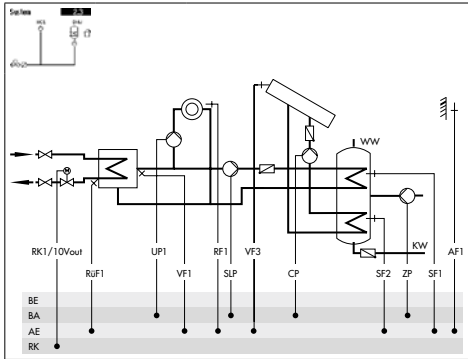 System 2.3
WW
KW
RK1/10Vout UP1 RF1 VF3 CP SF2 ZP SF1 AF1
RüF1 VF1 SLP
BE
BA
AE
RK